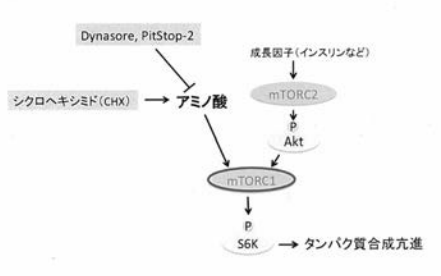 Dynasore, PitStop-2
成長因子(インスリンなど)
シクロヘキシミド(CHX)
アミノ酸
mTORC2
P
Akt
mTORC1
P
S6K
タンパク質合成亢進